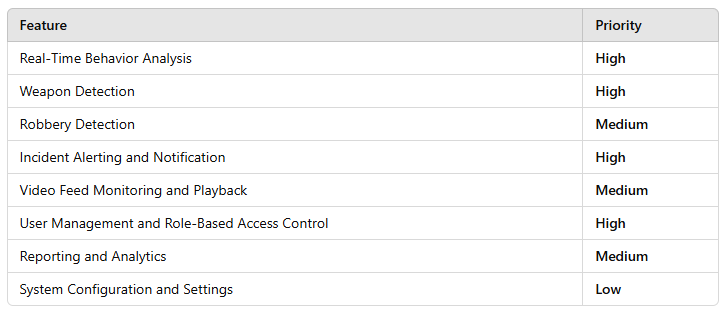 Feature Priority
Real-Time Behavior Analysis High
Weapon Detection High
Robbery Detection Medium
Incident Alerting and Notification High
Video Feed Monitoring and Playback Medium
User Management and Role-Based Access Control High
Reporting and Analytics Medium
System Configuration and Settings Low